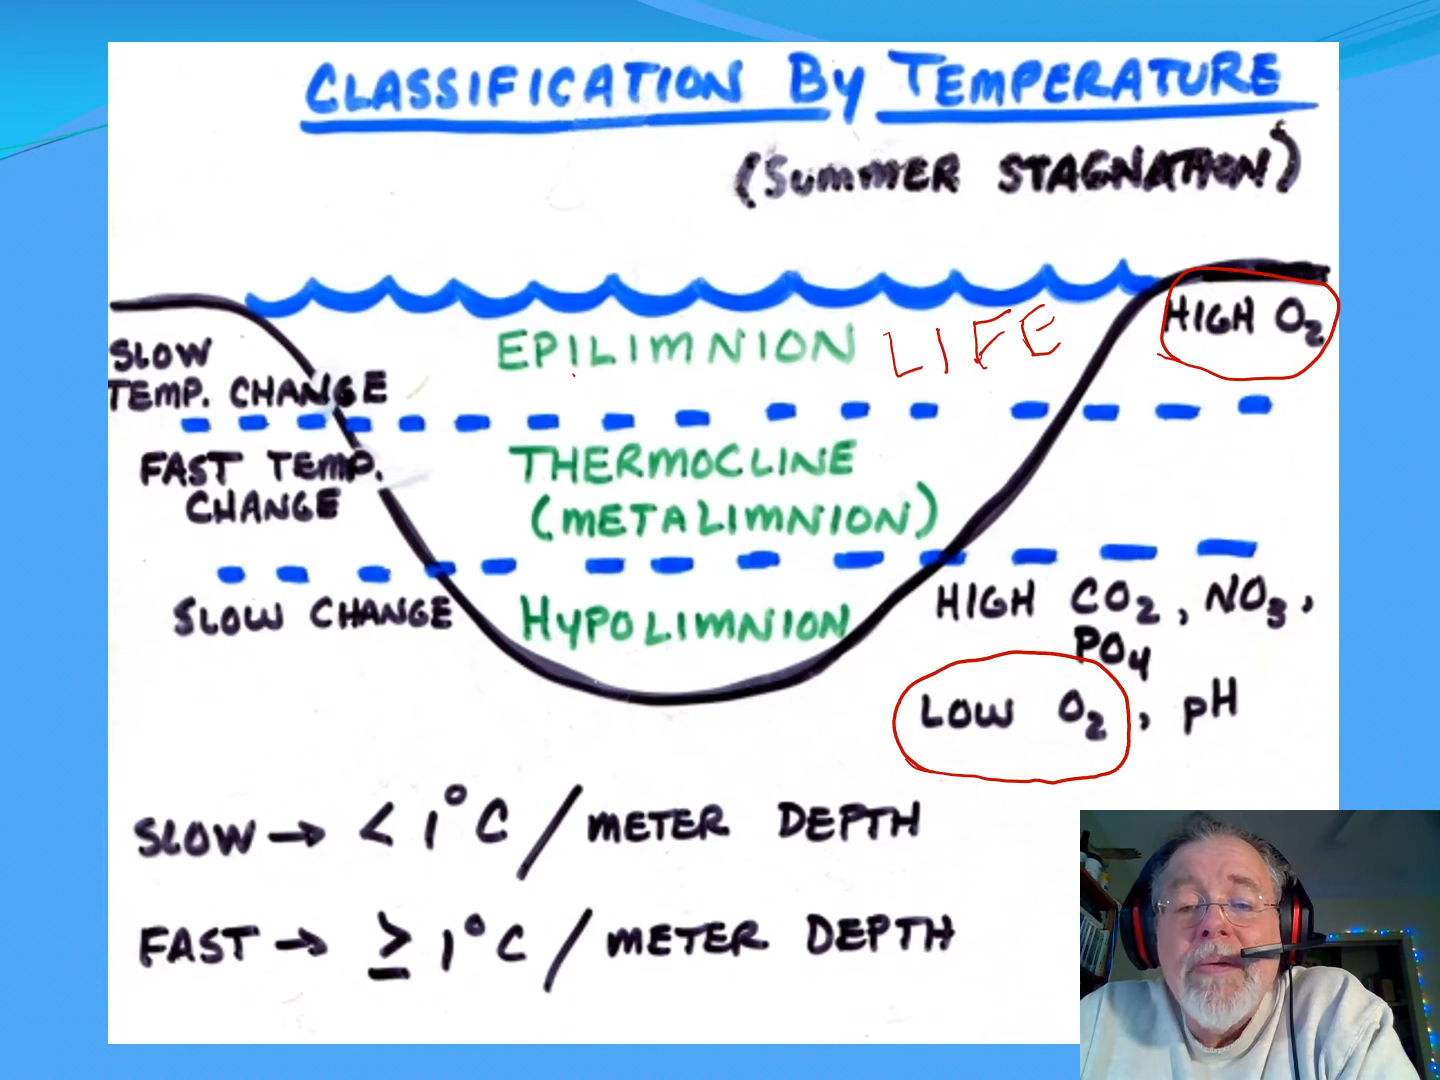 CLASSIFICATION By TEMPERATURE
(SUMMER STAGNATION)
SLOW
TEMP. CHANGE
EPILIMNION LIFE
HIGH O2
FAST TEMP.
CHANGE
THERMOCLINE
(METALIMNION)
SLOW CHANGE
HYPOLIMNION
HIGH CO2, NO3,
PO4
LOW O2, pH
SLOW → < 1°C / METER DEPTH
FAST → ≥ 1°C / METER DEPTH